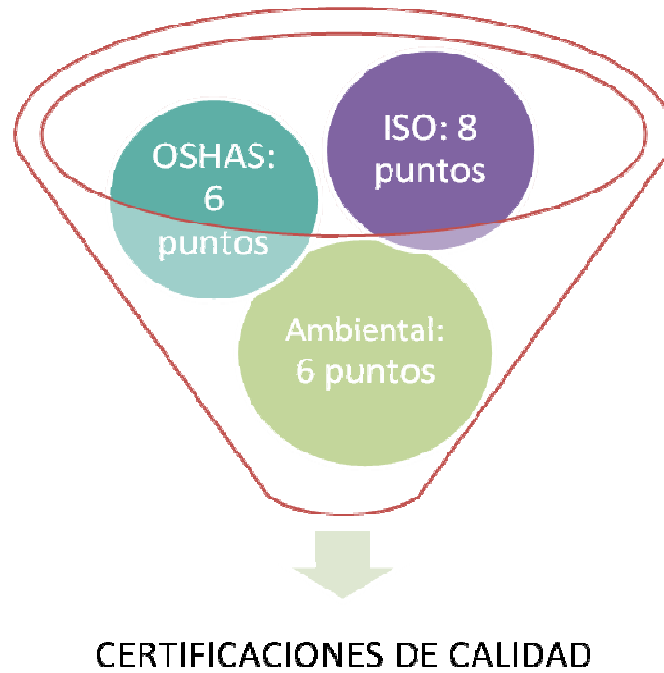 OSHAS:
6
puntos
ISO: 8
puntos
Ambiental:
6 puntos
CERTIFICACIONES DE CALIDAD